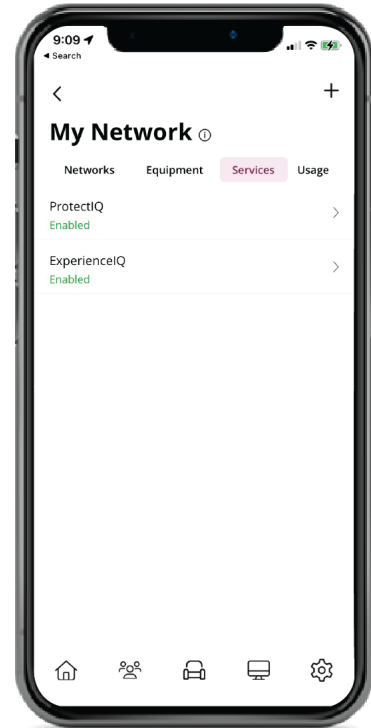 9:09
Search
My Network
Networks Equipment Services Usage
ProtectIQ
Enabled
ExperienceIQ
Enabled